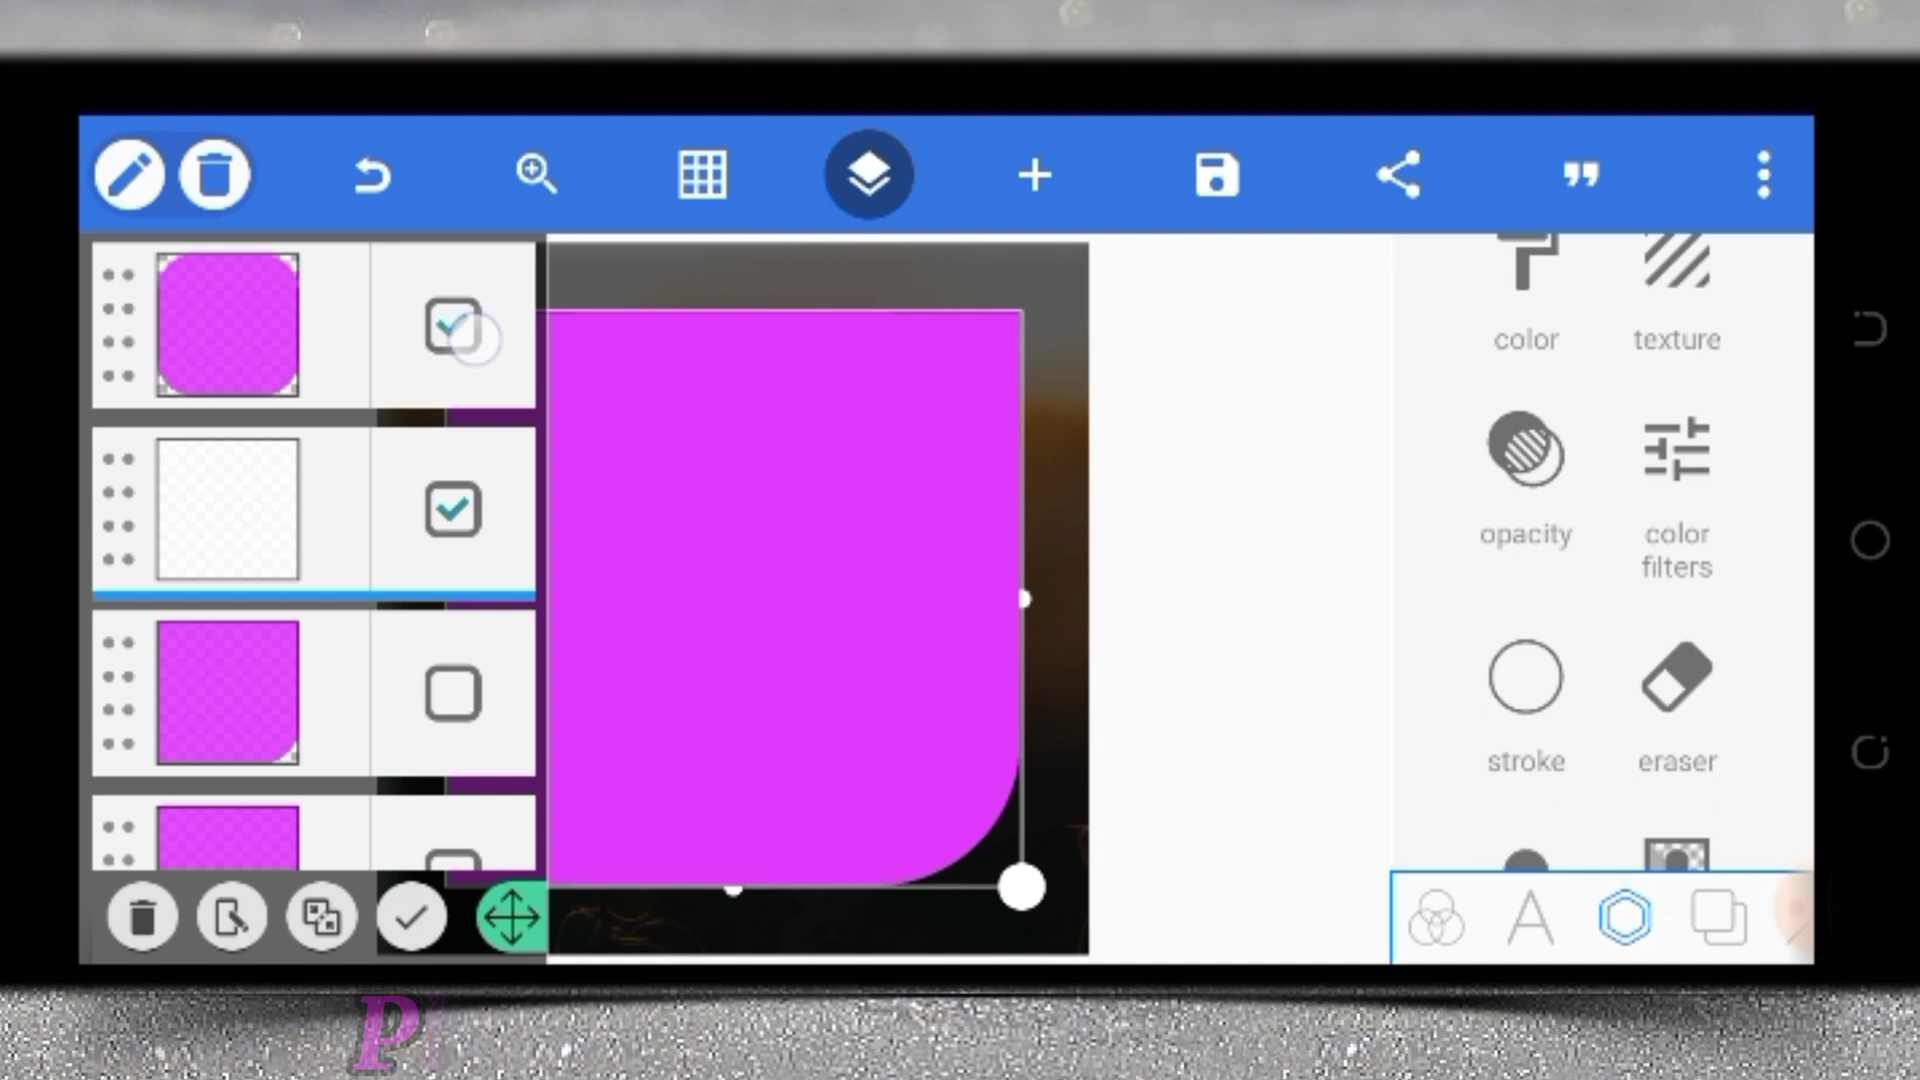 color
texture
opacity
color
filters
stroke
eraser
P